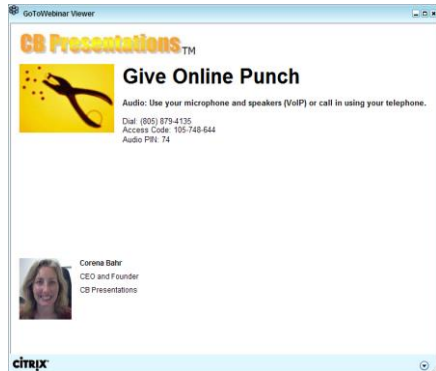 GoToWebinar Viewer
CB Presentations™
Give Online Punch
Audio: Use your microphone and speakers (VoIP) or call in using your telephone.
Dial: (805) 879-4135
Access Code: 105-748-644
Audio PIN: 74
Corena Bahr
CEO and Founder
CB Presentations
CITRIX